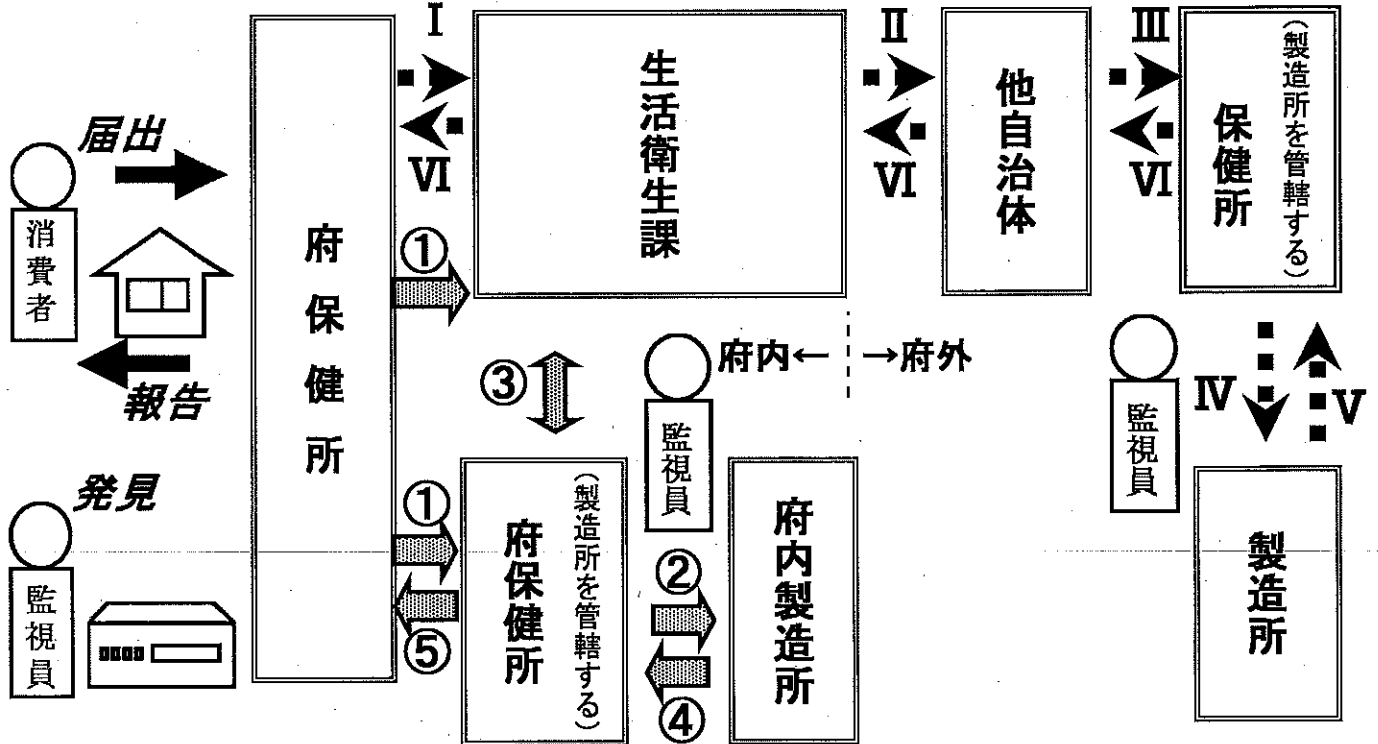 届出
消費者
報告
発見
監視員
府保健所
Ⅰ
Ⅵ
①
生活衛生課
Ⅱ
Ⅵ
他自治体
Ⅲ
Ⅵ
(製造所を管轄する)
保健所
③
府内←
→府外
監視員
①
⑤
(製造所を管轄する)
府保健所
②
④
府内製造所
監視員
Ⅳ
Ⅴ
製造所